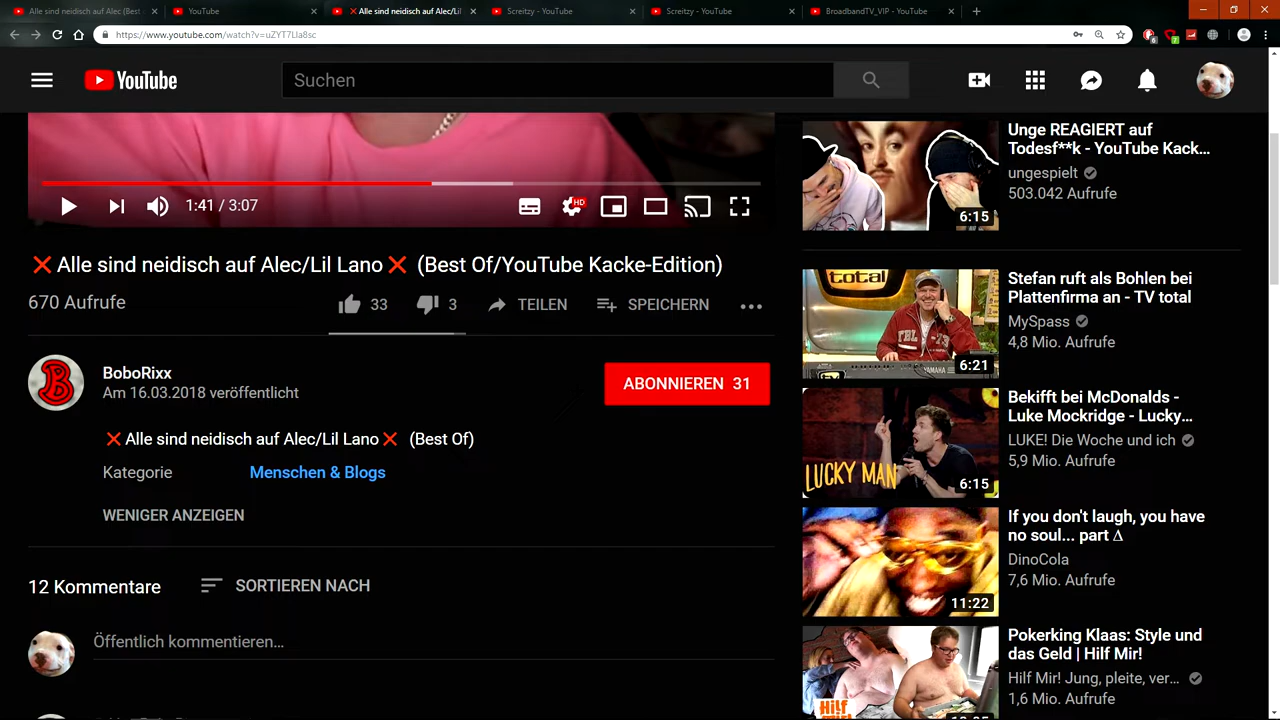 Alle sind neidisch auf Alec (Best
YouTube
❌ Alle sind neidisch auf Alec/Lil
Screitzy - YouTube
Screitzy - YouTube
BroadbandTV_VIP - YouTube
https://www.youtube.com/watch?v=uZYT7Lla8sc
YouTube
Suchen
1:41 / 3:07
HD
❌Alle sind neidisch auf Alec/Lil Lano❌ (Best Of/YouTube Kacke-Edition)
670 Aufrufe
33
3
TEILEN
SPEICHERN
BoboRixx
Am 16.03.2018 veröffentlicht
ABONNIEREN 31
❌Alle sind neidisch auf Alec/Lil Lano❌ (Best Of)
Kategorie
Menschen & Blogs
WENIGER ANZEIGEN
12 Kommentare
SORTIEREN NACH
Öffentlich kommentieren...
6:15
Unge REAGIERT auf
Todesf**k - YouTube Kack...
ungespielt
503.042 Aufrufe
total
6:21
Stefan ruft als Bohlen bei
Plattenfirma an - TV total
MySpass
4,8 Mio. Aufrufe
LUCKY MAN
6:15
Bekifft bei McDonalds -
Luke Mockridge - Lucky...
LUKE! Die Woche und ich
5,9 Mio. Aufrufe
11:22
If you don't laugh, you have
no soul... part Δ
DinoCola
7,6 Mio. Aufrufe
Hilf
Pokerking Klaas: Style und
das Geld | Hilf Mir!
Hilf Mir! Jung, pleite, ver...
1,6 Mio. Aufrufe